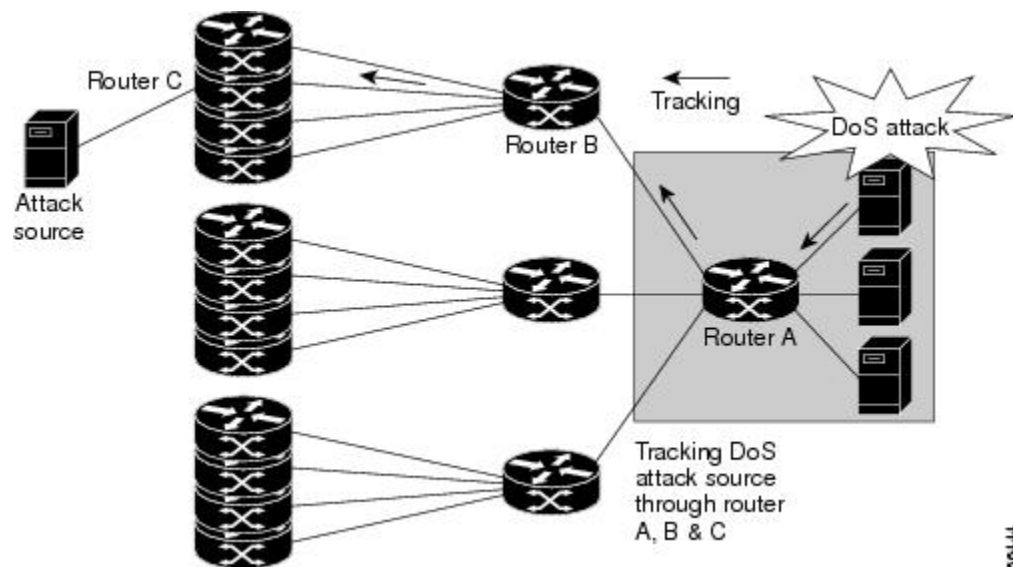 Router C
Tracking
DoS attack
Router B
Attack
source
Router A
Tracking DoS
attack source
through router
A, B & C